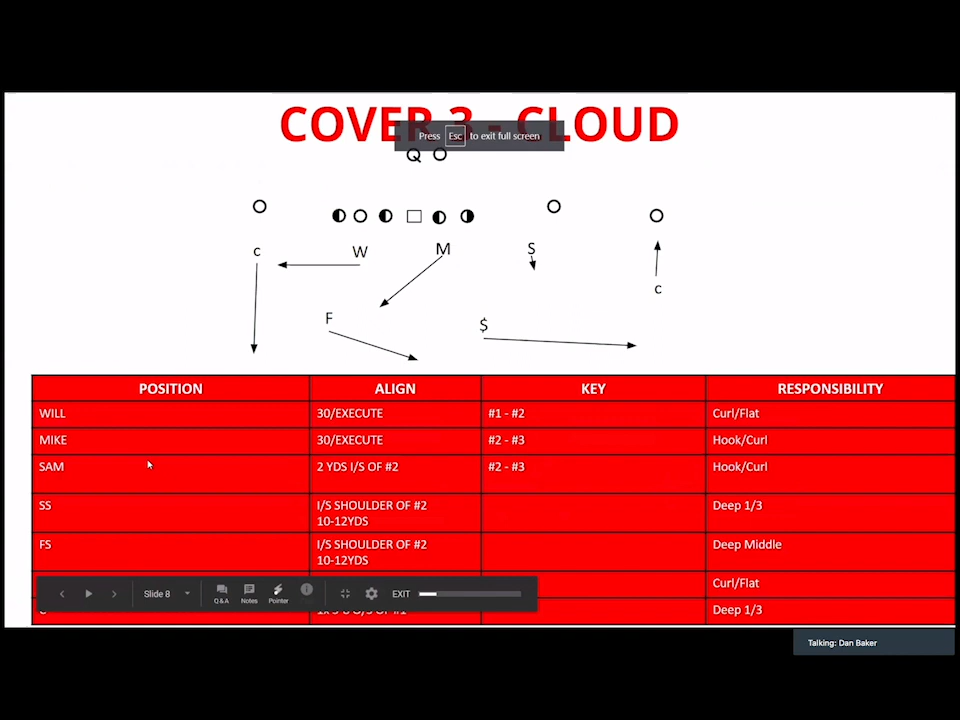 COVER 3 - CLOUD
Press Esc to exit full screen
Q
c W M S
c
F $
POSITION ALIGN KEY RESPONSIBILITY
WILL 30/EXECUTE #1 - #2 Curl/Flat
MIKE 30/EXECUTE #2 - #3 Hook/Curl
SAM 2 YDS I/S OF #2 #2 - #3 Hook/Curl
SS I/S SHOULDER OF #2 Deep 1/3
10-12YDS
FS I/S SHOULDER OF #2 Deep Middle
10-12YDS
Curl/Flat
Slide 8 Q&A Notes Pointer EXIT
Deep 1/3
Talking: Dan Baker